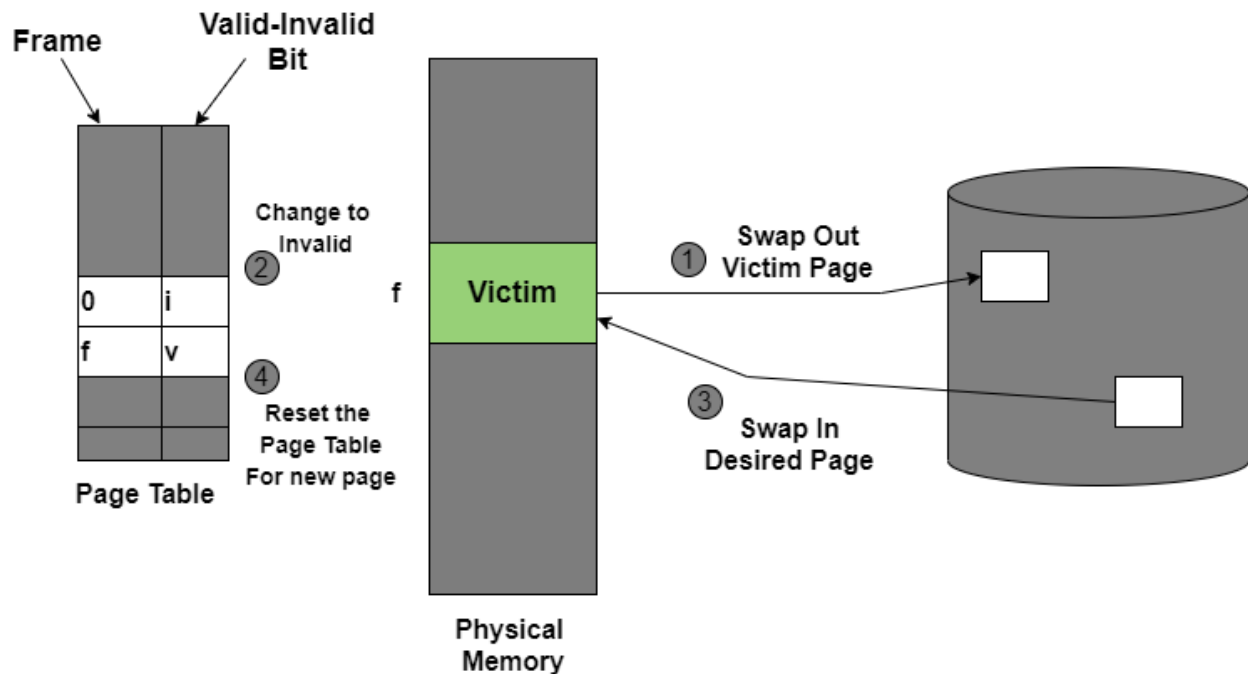 Frame
Valid-Invalid
Bit
Change to
Invalid
2
0 i
f v
4
Reset the
Page Table
For new page
Page Table
f
Victim
Physical
Memory
1
Swap Out
Victim Page
3
Swap In
Desired Page